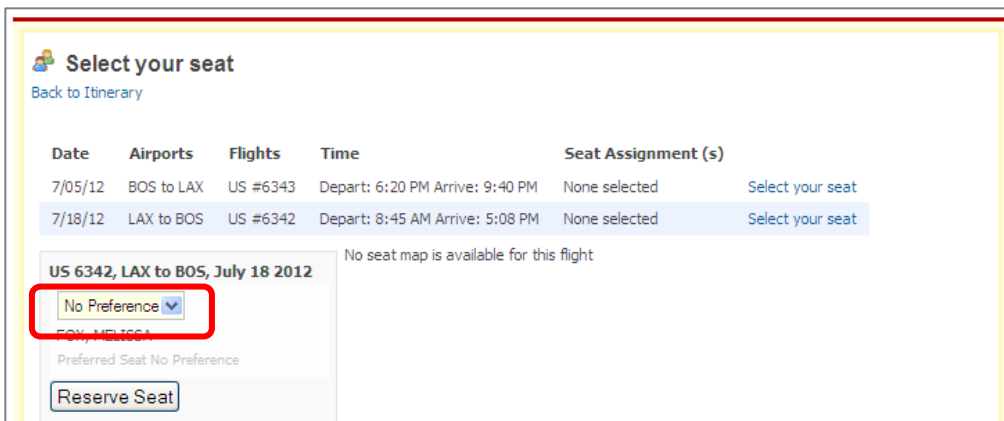 Select your seat
Back to Itinerary
Date Airports Flights Time Seat Assignment (s)
7/05/12 BOS to LAX US #6343 Depart: 6:20 PM Arrive: 9:40 PM None selected Select your seat
7/18/12 LAX to BOS US #6342 Depart: 8:45 AM Arrive: 5:08 PM None selected Select your seat
No seat map is available for this flight
US 6342, LAX to BOS, July 18 2012
No Preference
FOX, MELISSA
Preferred Seat No Preference
Reserve Seat